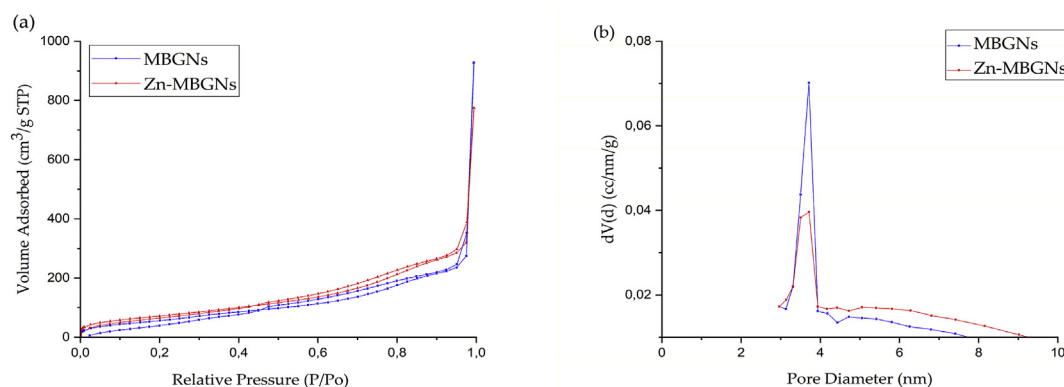 (a)
1000
800
600
400
200
0
Volume Adsorbed (cm³/g STP)
MBGNs
Zn-MBGNs
0,0 0,2 0,4 0,6 0,8 1,0
Relative Pressure (P/Po)
(b)
0,08
0,06
0,04
0,02
dV(d) (cc/nm/g)
MBGNs
Zn-MBGNs
0 2 4 6 8 10
Pore Diameter (nm)